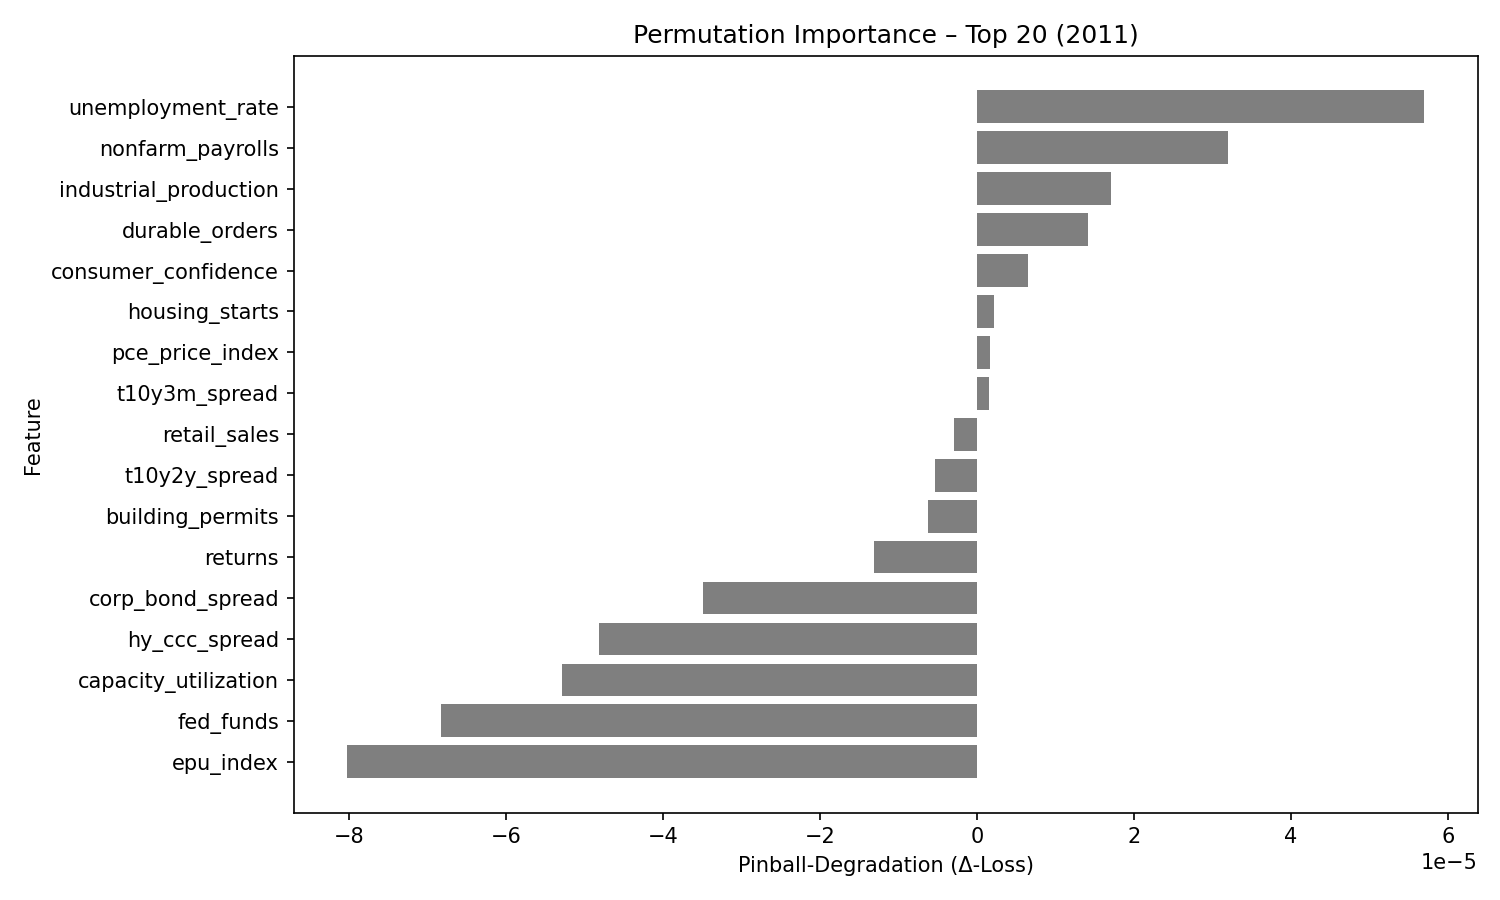 Permutation Importance – Top 20 (2011)
Feature
unemployment_rate
nonfarm_payrolls
industrial_production
durable_orders
consumer_confidence
housing_starts
pce_price_index
t10y3m_spread
retail_sales
t10y2y_spread
building_permits
returns
corp_bond_spread
hy_ccc_spread
capacity_utilization
fed_funds
epu_index
−8 −6 −4 −2 0 2 4 6
1e−5
Pinball-Degradation (Δ-Loss)